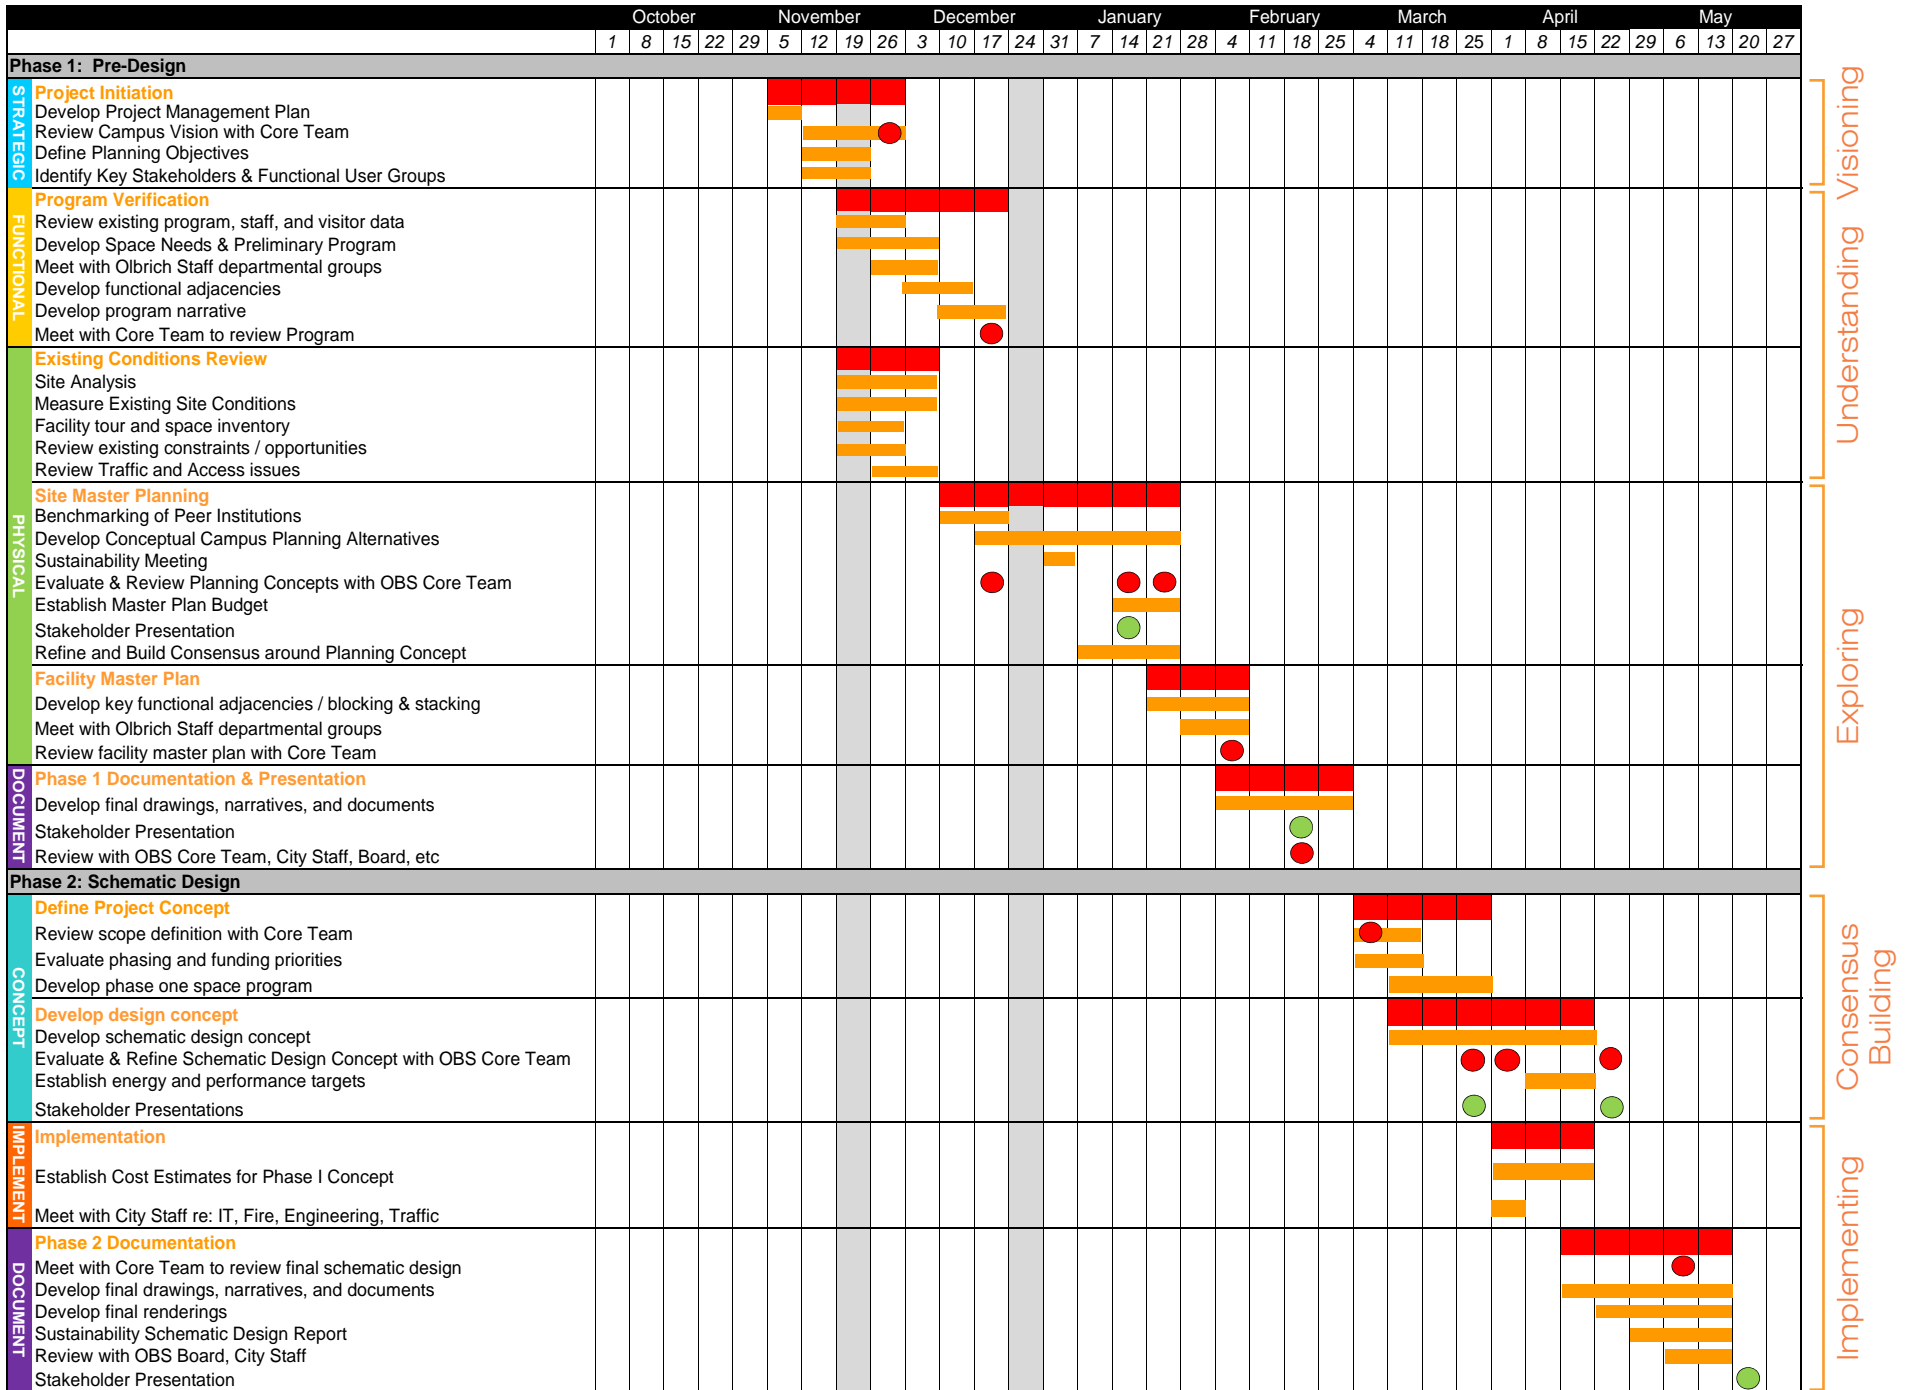 October November December January February March April May
1 8 15 22 29 5 12 19 26 3 10 17 24 31 7 14 21 28 4 11 18 25 4 11 18 25 1 8 15 22 29 6 13 20 27
Phase 1: Pre-Design
STRATEGIC
Project Initiation
Develop Project Management Plan
Review Campus Vision with Core Team
Define Planning Objectives
Identify Key Stakeholders & Functional User Groups
Visioning
FUNCTIONAL
Program Verification
Review existing program, staff, and visitor data
Develop Space Needs & Preliminary Program
Meet with Olbrich Staff departmental groups
Develop functional adjacencies
Develop program narrative
Meet with Core Team to review Program
Understanding
PHYSICAL
Existing Conditions Review
Site Analysis
Measure Existing Site Conditions
Facility tour and space inventory
Review existing constraints / opportunities
Review Traffic and Access issues
Site Master Planning
Benchmarking of Peer Institutions
Develop Conceptual Campus Planning Alternatives
Sustainability Meeting
Evaluate & Review Planning Concepts with OBS Core Team
Establish Master Plan Budget
Stakeholder Presentation
Refine and Build Consensus around Planning Concept
Exploring
Facility Master Plan
Develop key functional adjacencies / blocking & stacking
Meet with Olbrich Staff departmental groups
Review facility master plan with Core Team
DOCUMENT
Phase 1 Documentation & Presentation
Develop final drawings, narratives, and documents
Stakeholder Presentation
Review with OBS Core Team, City Staff, Board, etc
Phase 2: Schematic Design
CONCEPT
Define Project Concept
Review scope definition with Core Team
Evaluate phasing and funding priorities
Develop phase one space program
Develop design concept
Develop schematic design concept
Evaluate & Refine Schematic Design Concept with OBS Core Team
Establish energy and performance targets
Stakeholder Presentations
Consensus
Building
IMPLEMENT
Implementation
Establish Cost Estimates for Phase I Concept
Meet with City Staff re: IT, Fire, Engineering, Traffic
Implementing
DOCUMENT
Phase 2 Documentation
Meet with Core Team to review final schematic design
Develop final drawings, narratives, and documents
Develop final renderings
Sustainability Schematic Design Report
Review with OBS Board, City Staff
Stakeholder Presentation